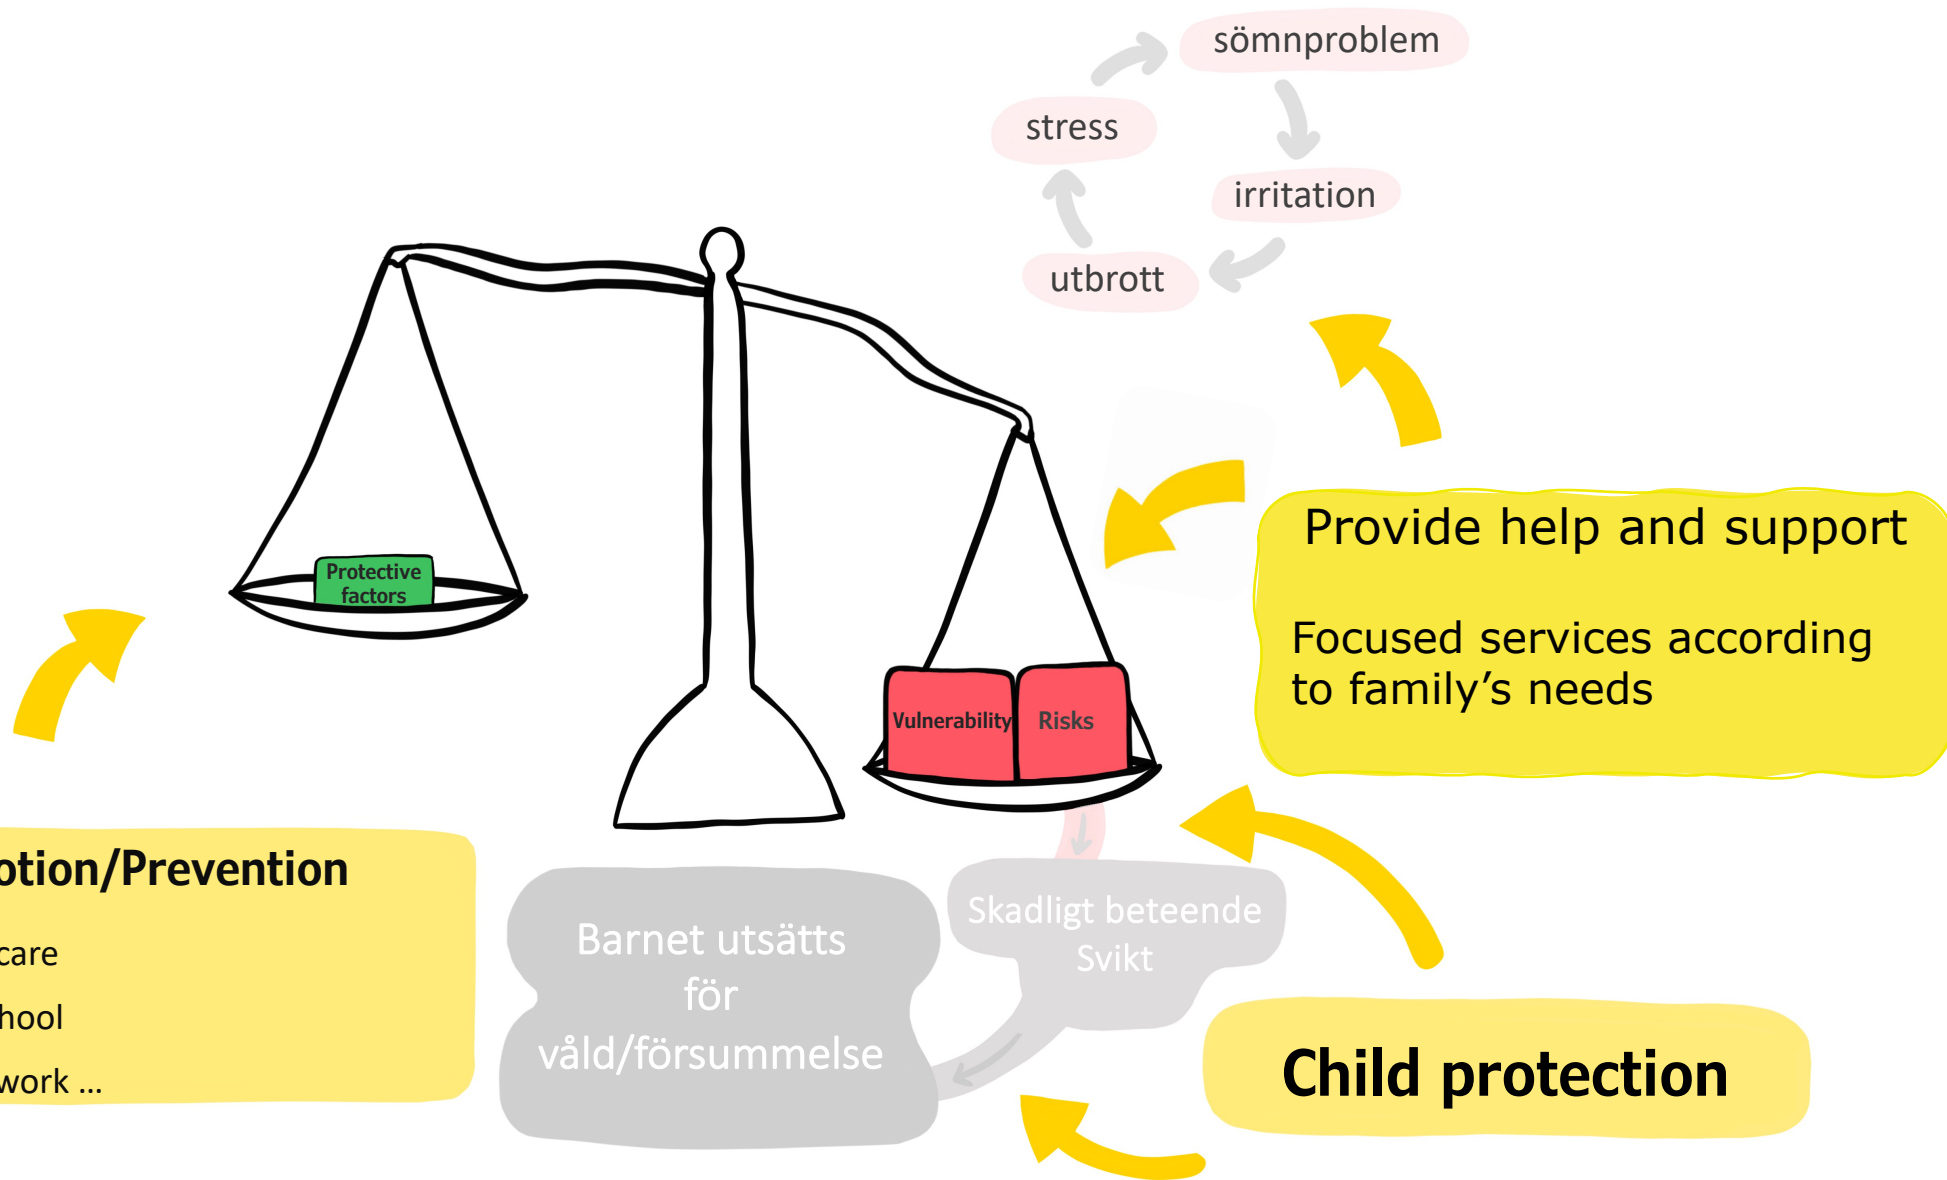 sömnproblem
stress
irritation
utbrott
Provide help and support
Focused services according
to family's needs
Protective
factors
Vulnerability
Risks
otion/Prevention
care
hool
work ...
Skadligt beteende
Svikt
Barnet utsätts
för
våld/försummelse
Child protection